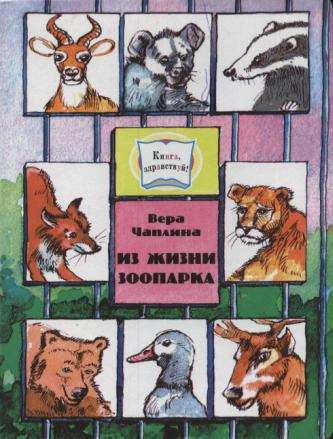 Книга,
здравствуй!
Вера
Чаплина
ИЗ ЖИЗНИ
ЗООПАРКА